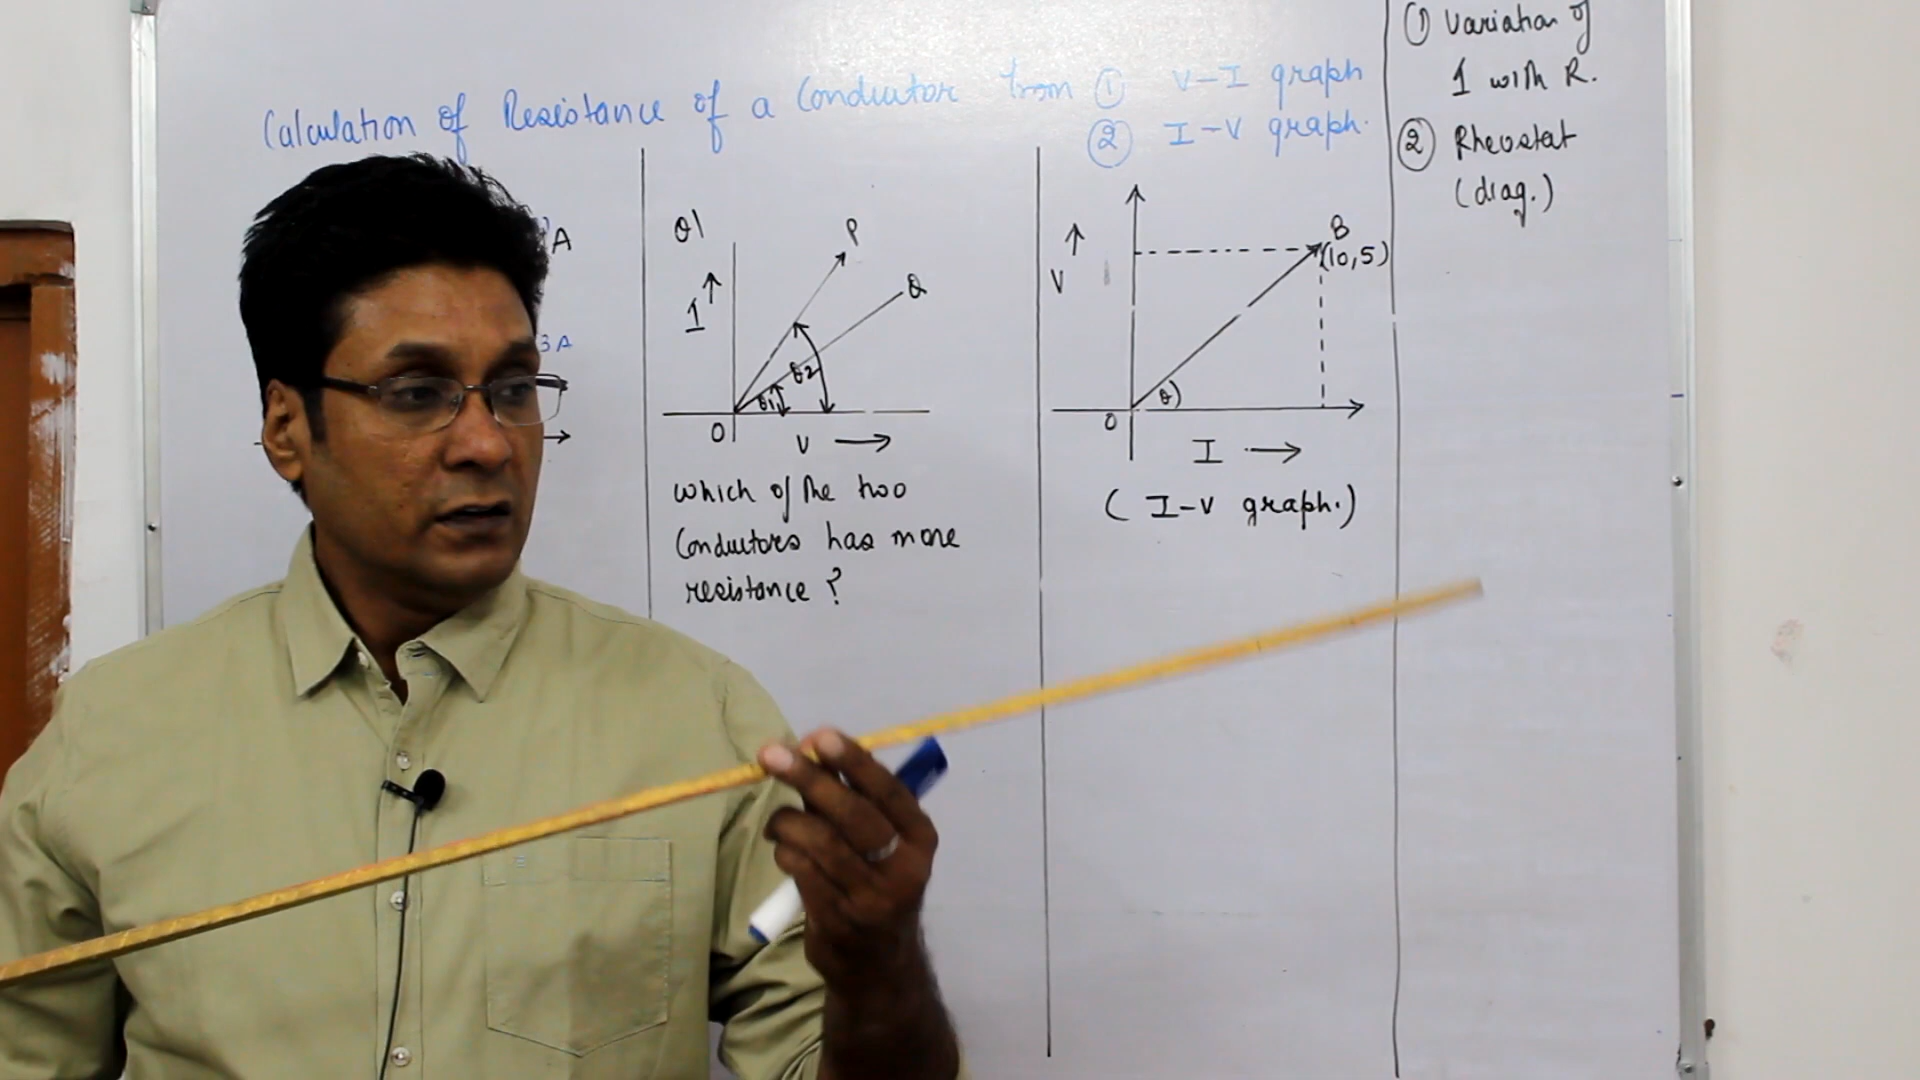 Calculation of Resistance of a Conductor from ① V-I graph
② I-V graph.
A
3A
Q1
I
P
Q
θ1
θ2
O
V
Which of the two
Conductors has more
resistance?
V
B
(10,5)
θ
O
I
(I-V graph.)
① Variation of
I with R.
② Rheostat
(diag.)